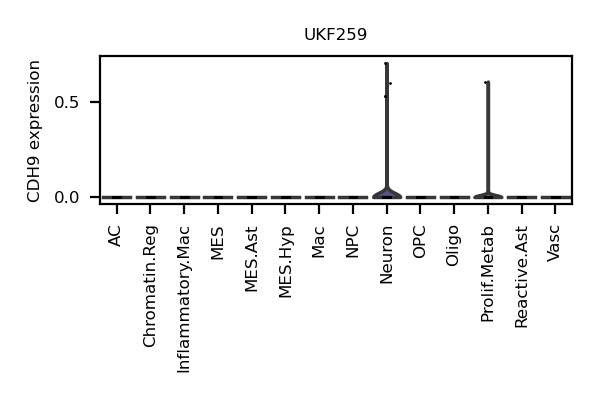 UKF259
CDH9 expression
0.5
0.0
AC
Chromatin.Reg
Inflammatory.Mac
MES
MES.Ast
MES.Hyp
Mac
NPC
Neuron
OPC
Oligo
Prolif.Metab
Reactive.Ast
Vasc